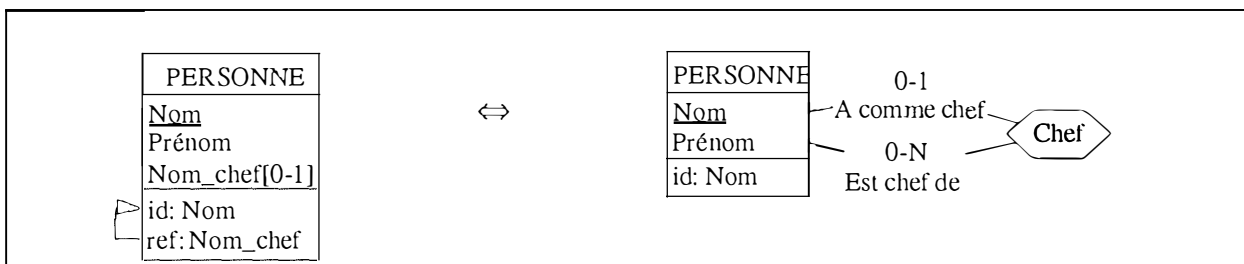 PERSONNE
Nom
Prénom
Nom_chef[0-1]
id: Nom
ref: Nom_chef
⇔
PERSONNE
Nom
Prénom
id: Nom
0-1
A comme chef
Chef
0-N
Est chef de